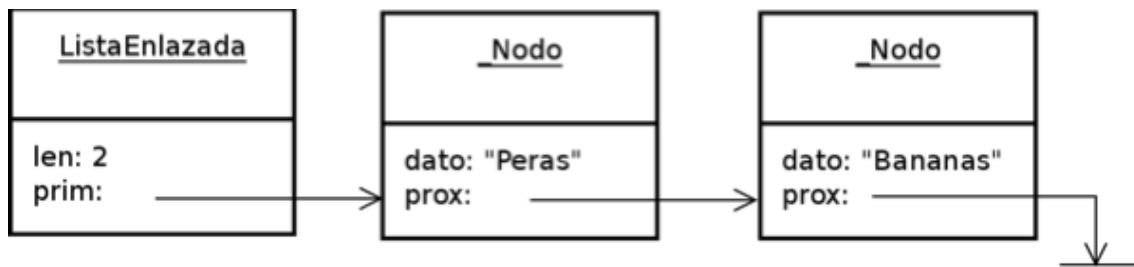 ListaEnlazada
len: 2
prim:
_Nodo
dato: "Peras"
prox:
_Nodo
dato: "Bananas"
prox: